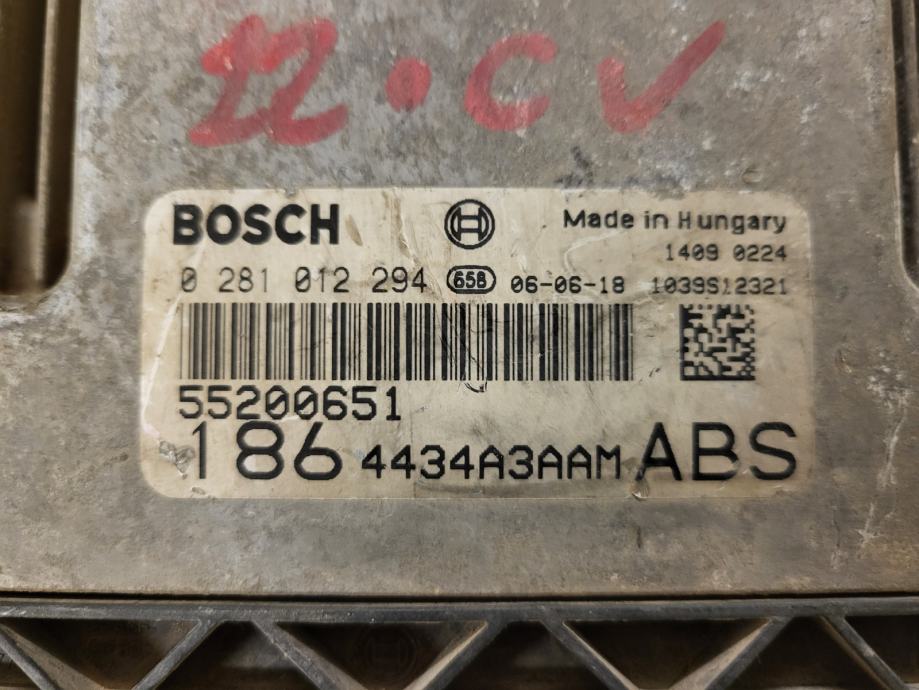 22.CV
BOSCH Made in Hungary
1409 0224
0 281 012 294 658 06-06-18 1039S12321
55200651
186 4434A3AAM ABS